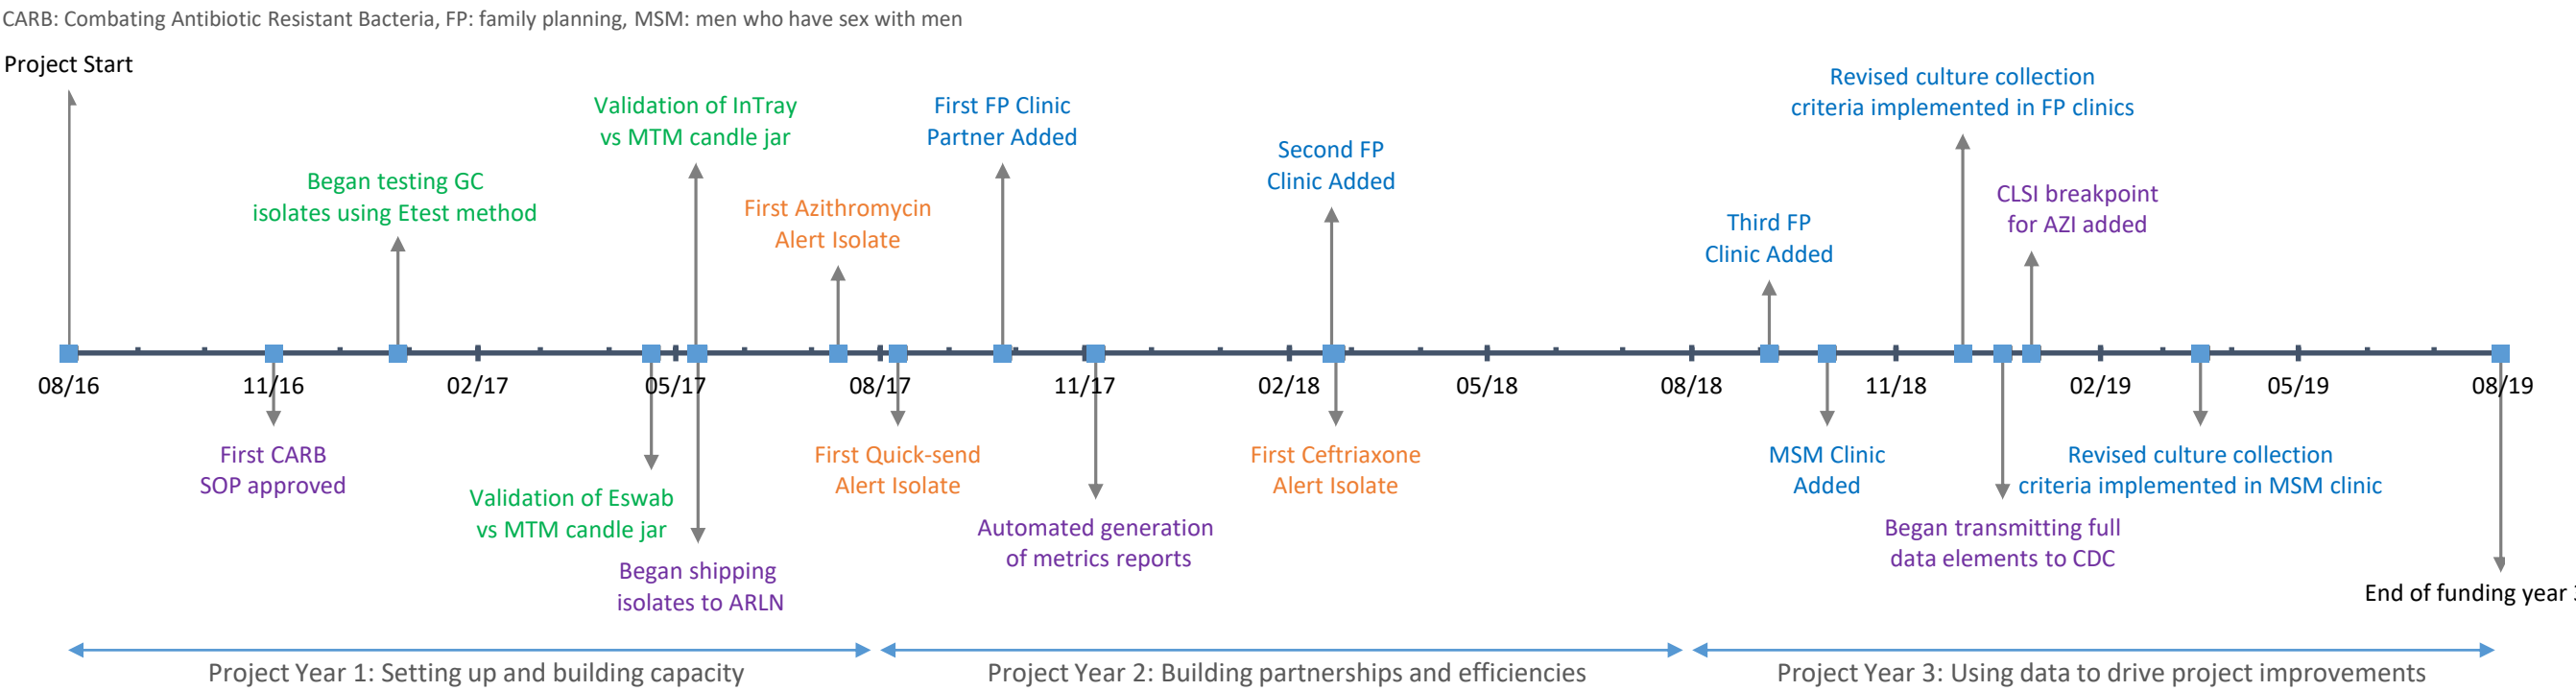 CARB: Combating Antibiotic Resistant Bacteria, FP: family planning, MSM: men who have sex with men
Project Start
Began testing GC
isolates using Etest method
Validation of InTray
vs MTM candle jar
First Azithromycin
Alert Isolate
First FP Clinic
Partner Added
Second FP
Clinic Added
Third FP
Clinic Added
Revised culture collection
criteria implemented in FP clinics
CLSI breakpoint
for AZI added
08/16
11/16
02/17
05/17
08/17
11/17
02/18
05/18
08/18
11/18
02/19
05/19
08/19
First CARB
SOP approved
Validation of Eswab
vs MTM candle jar
Began shipping
isolates to ARLN
First Quick-send
Alert Isolate
Automated generation
of metrics reports
First Ceftriaxone
Alert Isolate
MSM Clinic
Added
Began transmitting full
data elements to CDC
Revised culture collection
criteria implemented in MSM clinic
End of funding year
Project Year 1: Setting up and building capacity
Project Year 2: Building partnerships and efficiencies
Project Year 3: Using data to drive project improvements